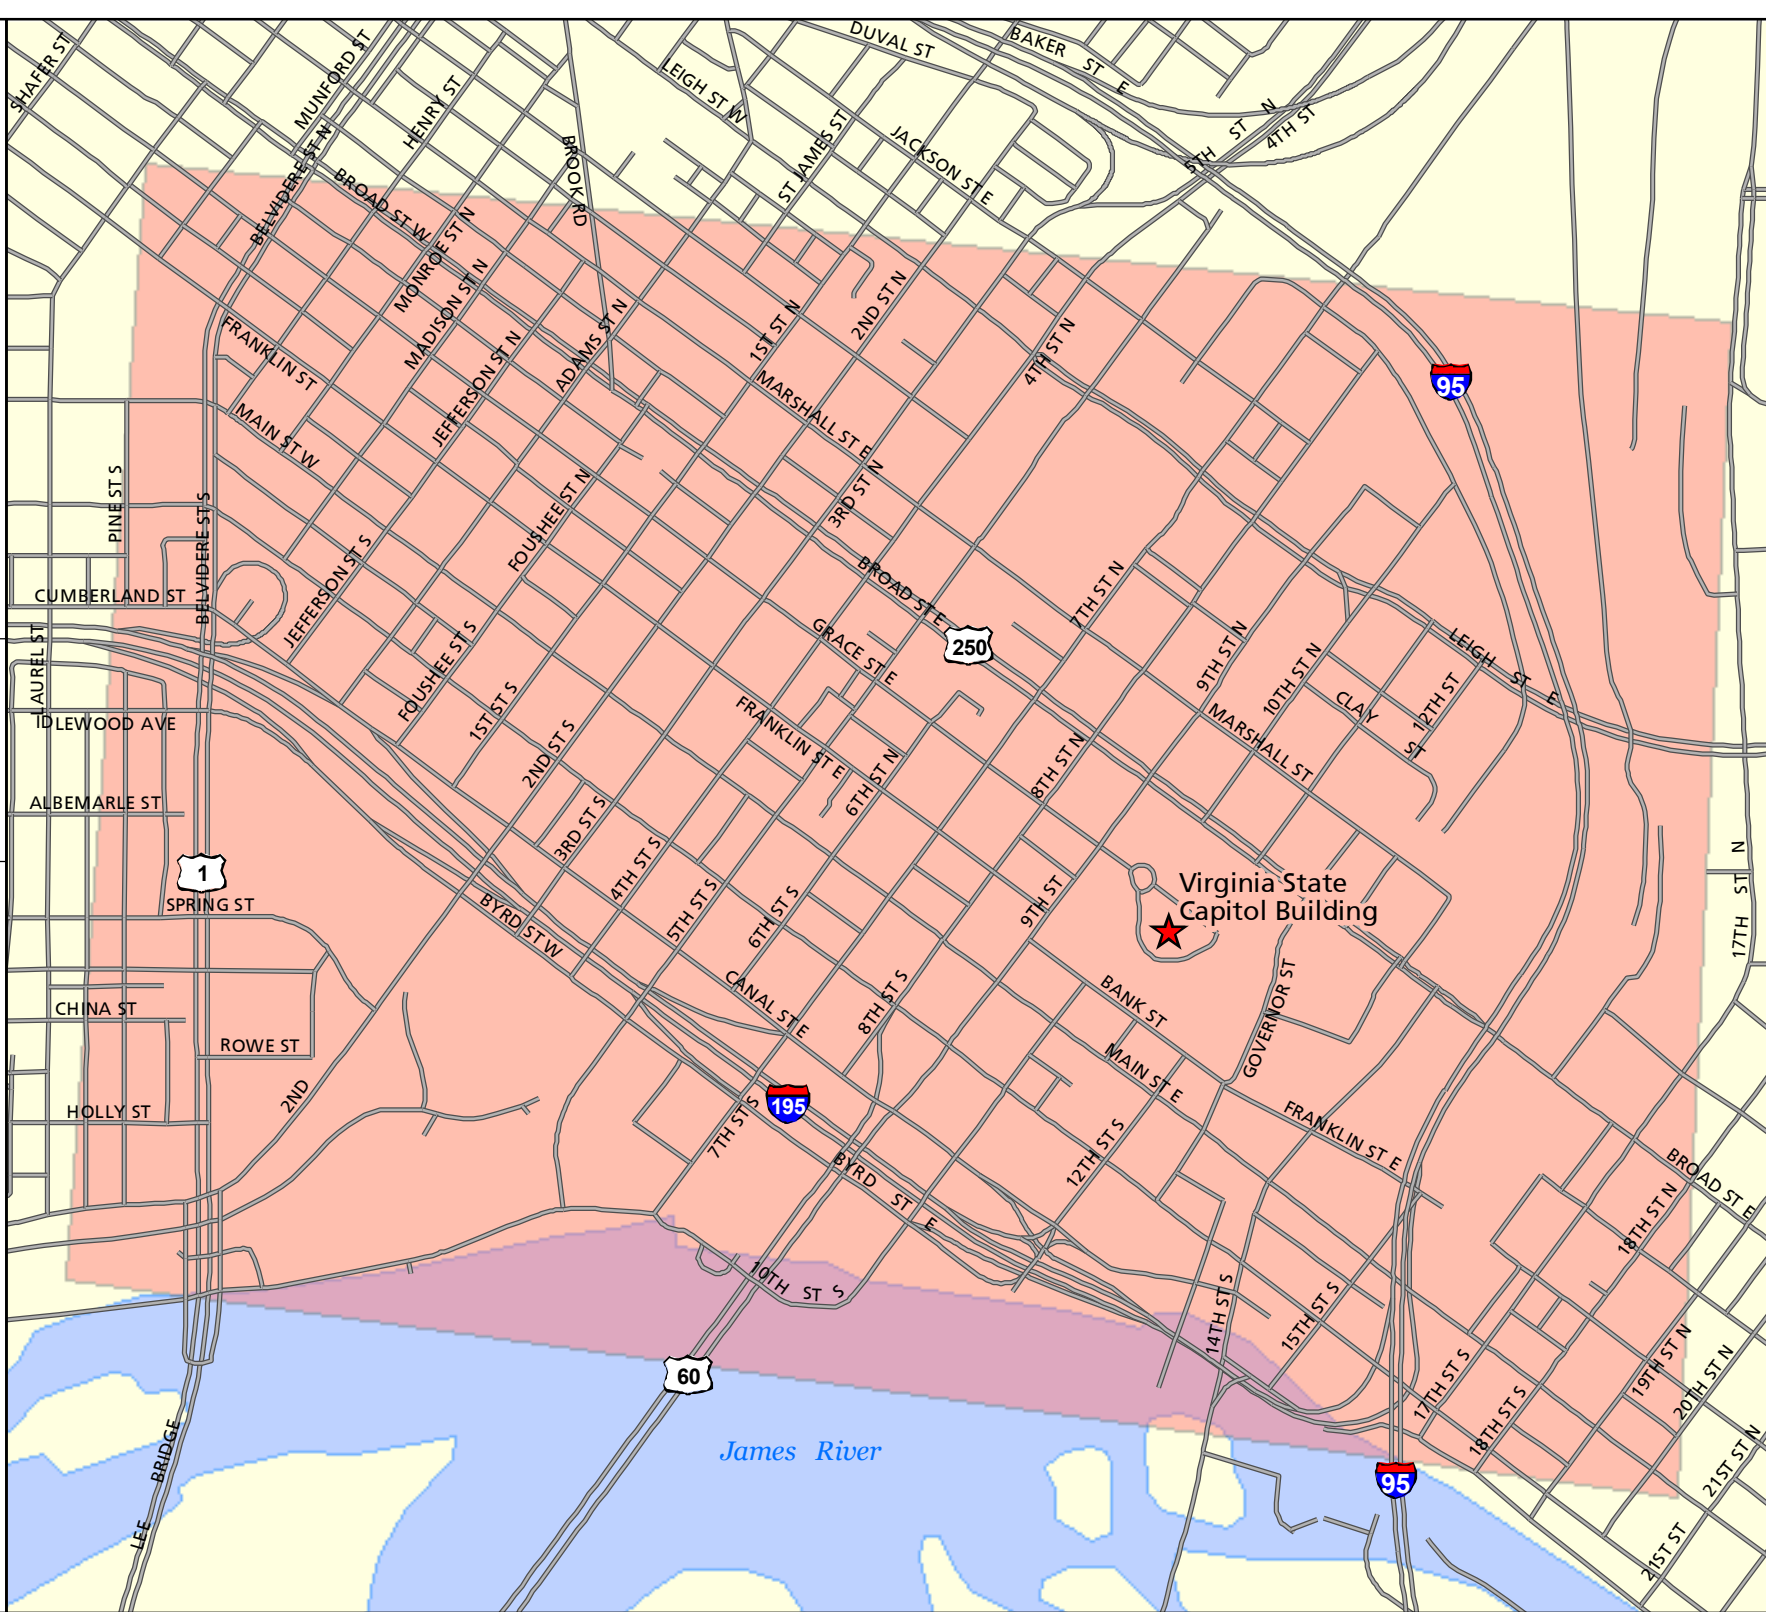 SHAFER ST
MUNFORD ST
HENRY ST
BELVIDERE ST N
BROOK RD
LEIGH ST W
DUVAL ST
BAKER ST E
ST JAMES ST
JACKSON ST E
5TH ST N
4TH ST
BROAD ST W
MONROE ST N
MADISON ST N
JEFFERSON ST N
ADAMS ST N
1ST ST N
2ND ST N
4TH ST N
95
FRANKLIN ST
MAIN ST W
MARSHALL ST E
3RD ST N
PINE ST S
BELVIDERE ST S
FOUSHEE ST N
JEFFERSON ST S
BROAD ST E
250
7TH ST N
CUMBERLAND ST
LAUREL ST
FOUSHEE ST S
GRACE ST E
9TH ST N
10TH ST N
LEIGH ST E
CLAY ST
12TH ST
IDLEWOOD AVE
1ST ST S
2ND ST S
FRANKLIN ST E
6TH ST N
8TH ST N
MARSHALL ST
ALBEMARLE ST
3RD ST S
4TH ST S
1
SPRING ST
BYRD ST W
5TH ST S
6TH ST S
9TH ST
Virginia State
Capitol Building
17TH ST N
CHINA ST
ROWE ST
CANAL ST E
8TH ST S
BANK ST
GOVERNOR ST
HOLLY ST
2ND
195
7TH ST S
MAIN ST E
FRANKLIN ST E
12TH ST S
BYRD ST E
BROAD ST E
18TH ST N
10TH ST S
14TH ST S
15TH ST S
60
17TH ST S
18TH ST S
19TH ST N
20TH ST N
21ST ST N
21ST ST
LEE BRIDGE
James River
95